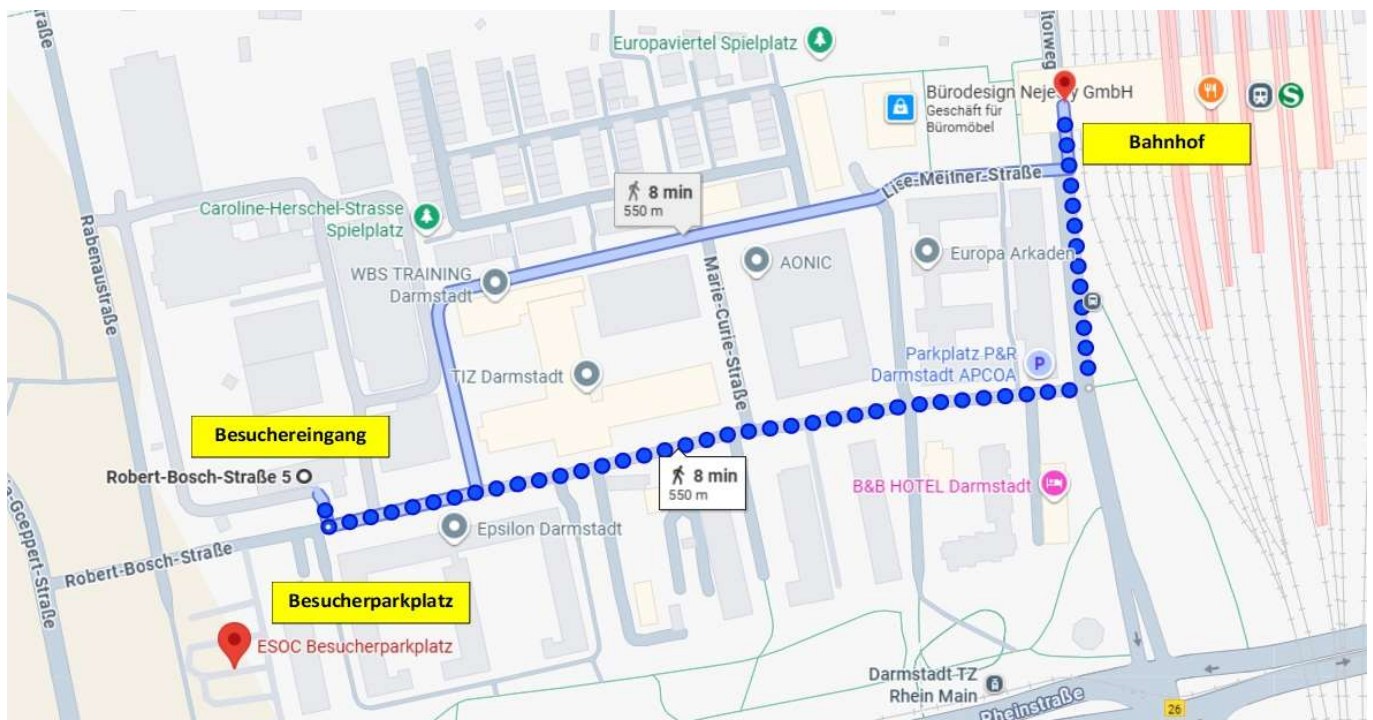 Europaviertel Spielplatz
Bürodesign Nejedly GmbH
Geschäft für
Büromöbel
Bahnhof
8 min
550 m
Lise-Meitner-Straße
Caroline-Herschel-Strasse
Spielplatz
Rabenaustraße
WBS TRAINING
Darmstadt
AONIC
Europa Arkaden
Marie-Curie-Straße
Parkplatz P&R
Darmstadt APCOA
P
TIZ Darmstadt
Besuchereingang
Robert-Bosch-Straße 5
8 min
550 m
B&B HOTEL Darmstadt
Epsilon Darmstadt
Robert-Bosch-Straße
Besucherparkplatz
ESOC Besucherparkplatz
Darmstadt TZ
Rhein Main
Rheinstraße
26
S